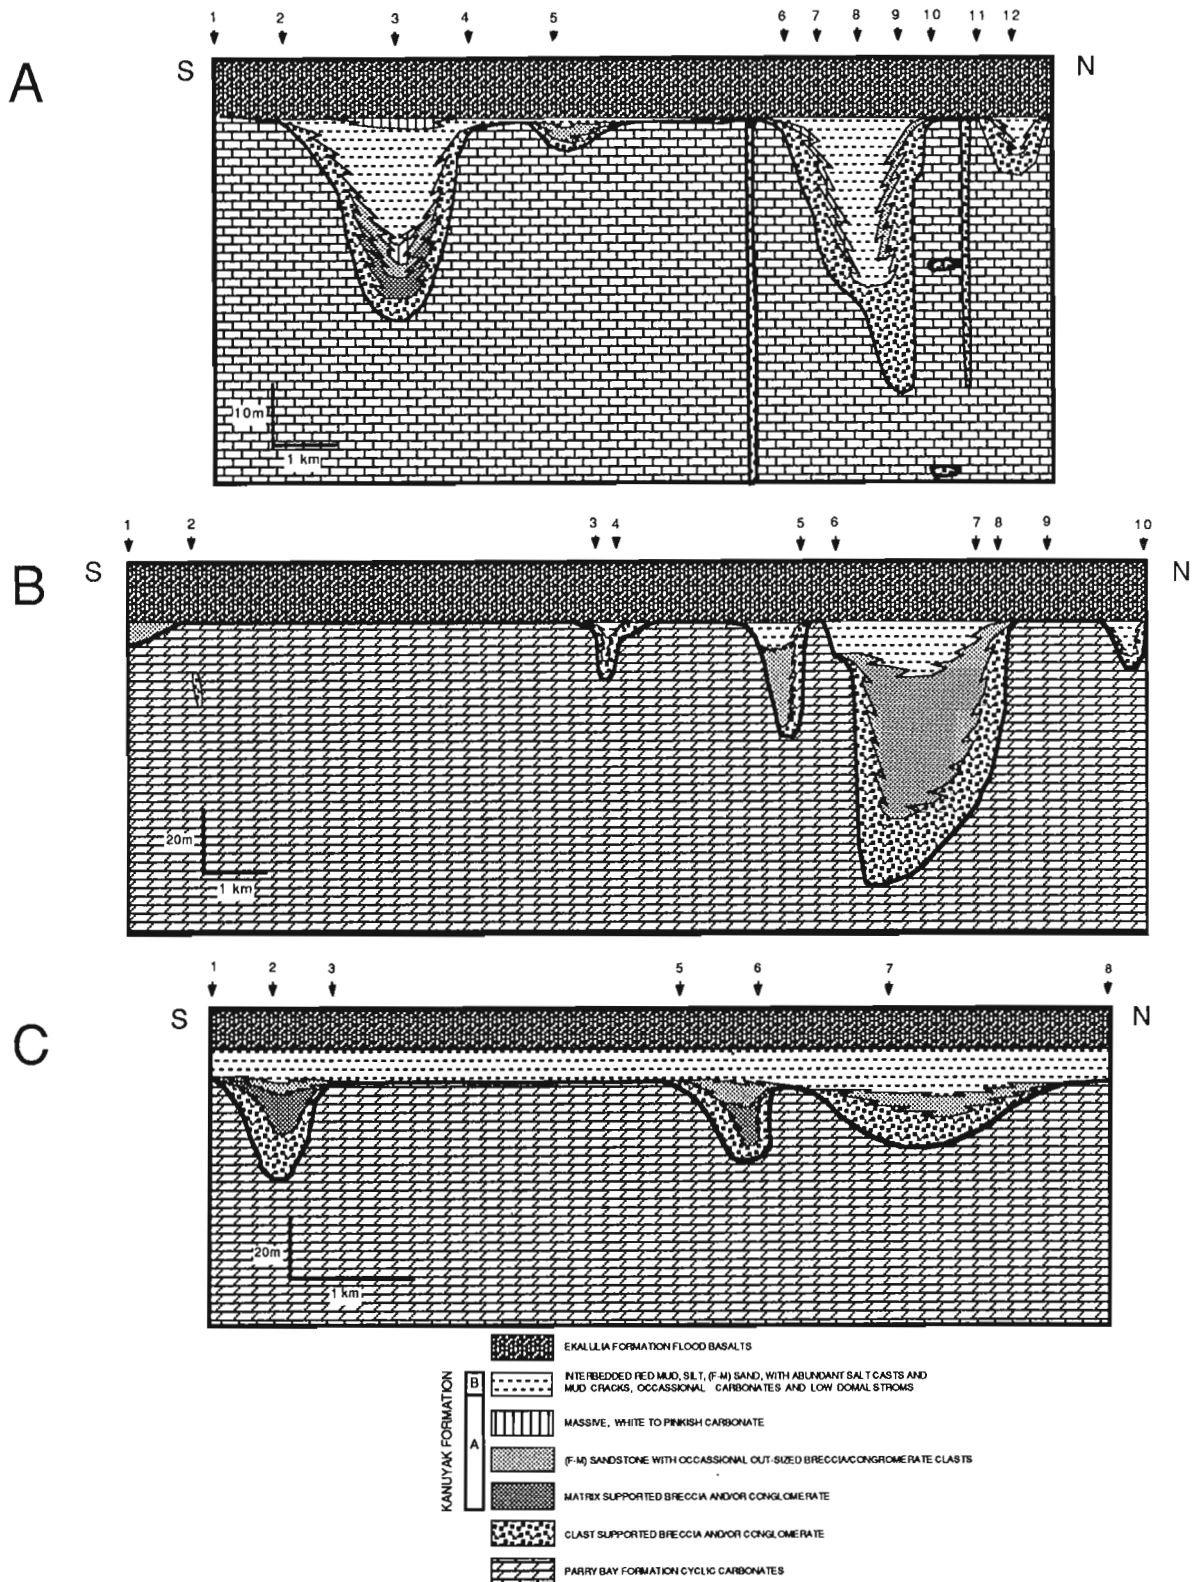 1 2 3 4 5 6 7 8 9 10 11 12
A
S N
10m
1 km
1 2 3 4 5 6 7 8 9 10
B
S N
20m
1 km
1 2 3 5 6 7 8
C
S N
20m
1 km
EKALULIA FORMATION FLOOD BASALTS
KANUYAK FORMATION
B
INTERBEDDED RED MUD, SILT, (F-M) SAND, WITH ABUNDANT SALT CASTS AND
MUD CRACKS, OCCASSIONAL CARBONATES AND LOW DOMAL STROMS
A
MASSIVE, WHITE TO PINKISH CARBONATE
(F-M) SANDSTONE WITH OCCASSIONAL OUT-SIZED BRECCIA/CONGROMERATE CLASTS
MATRIX SUPPORTED BRECCIA AND/OR CONGLOMERATE
CLAST SUPPORTED BRECCIA AND/OR CONGLOMERATE
PARRY BAY FORMATION CYCLIC CARBONATES